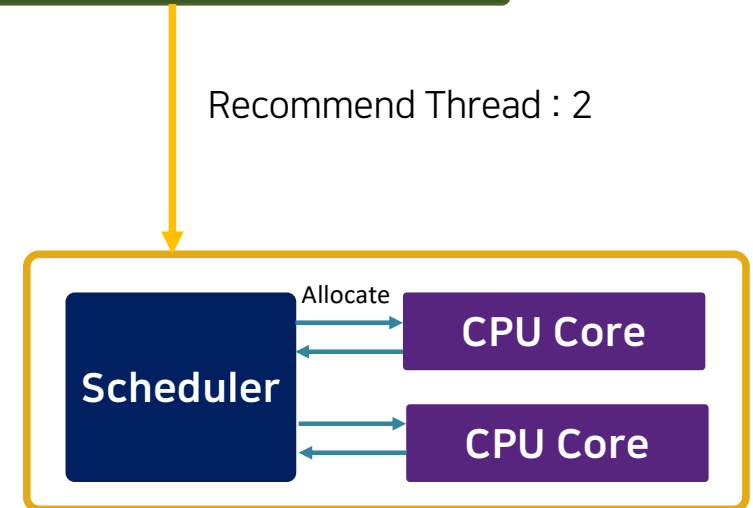 Recommend Thread : 2
Allocate
CPU Core
Scheduler
CPU Core